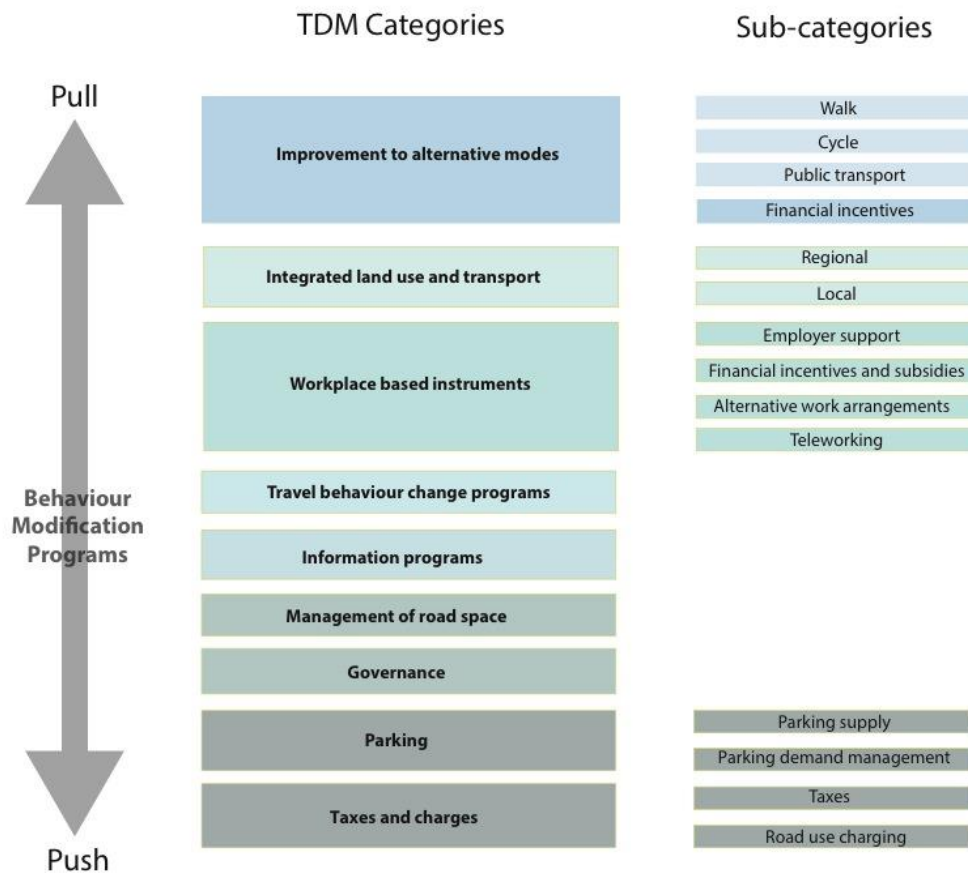 TDM Categories
Sub-categories
Pull
Improvement to alternative modes
Walk
Cycle
Public transport
Financial incentives
Integrated land use and transport
Regional
Local
Workplace based instruments
Employer support
Financial incentives and subsidies
Alternative work arrangements
Teleworking
Behaviour
Modification
Programs
Travel behaviour change programs
Information programs
Management of road space
Governance
Parking
Parking supply
Parking demand management
Taxes and charges
Taxes
Road use charging
Push